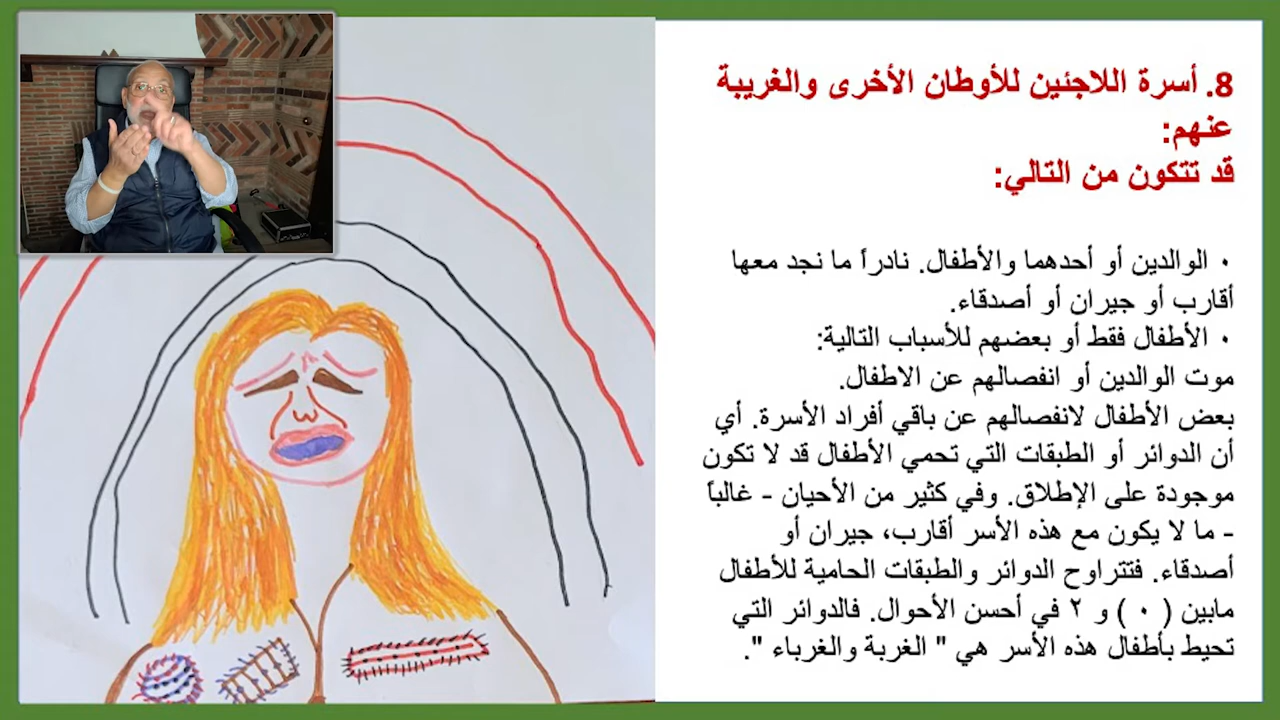 8. أسرة اللاجئين للأوطان الأخرى والغريبة
عنهم:
قد تتكون من التالي:
٠ الوالدين أو أحدهما والأطفال. نادراً ما نجد معها
أقارب أو جيران أو أصدقاء.
٠ الأطفال فقط أو بعضهم للأسباب التالية:
موت الوالدين أو انفصالهم عن الاطفال.
بعض الأطفال لانفصالهم عن باقي أفراد الأسرة. أي
أن الدوائر أو الطبقات التي تحمي الأطفال قد لا تكون
موجودة على الإطلاق. وفي كثير من الأحيان - غالباً
- ما لا يكون مع هذه الأسر أقارب، جيران أو
أصدقاء. فتتراوح الدوائر والطبقات الحامية للأطفال
مابين ( ٠ ) و ٢ في أحسن الأحوال. فالدوائر التي
تحيط بأطفال هذه الأسر هي " الغربة والغرباء ".